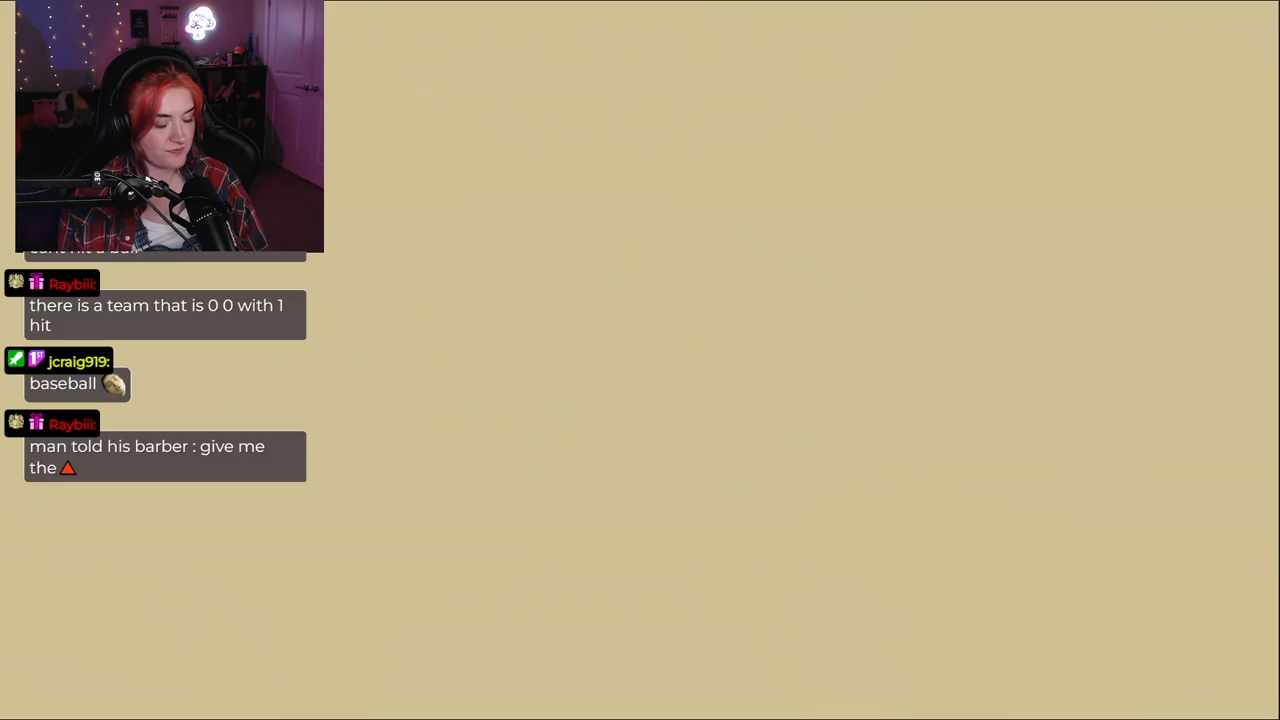 Raybiii:
there is a team that is 0 0 with 1
hit
jcraig919:
baseball
Raybiii:
man told his barber : give me
the